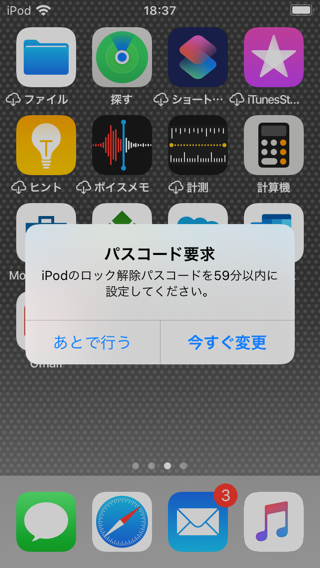 iPod 18:37
ファイル 探す ショート… iTunesSt…
ヒント ボイスメモ 計測 計算機
パスコード要求
iPodのロック解除パスコードを59分以内に
設定してください。
あとで行う 今すぐ変更
Gmail
3